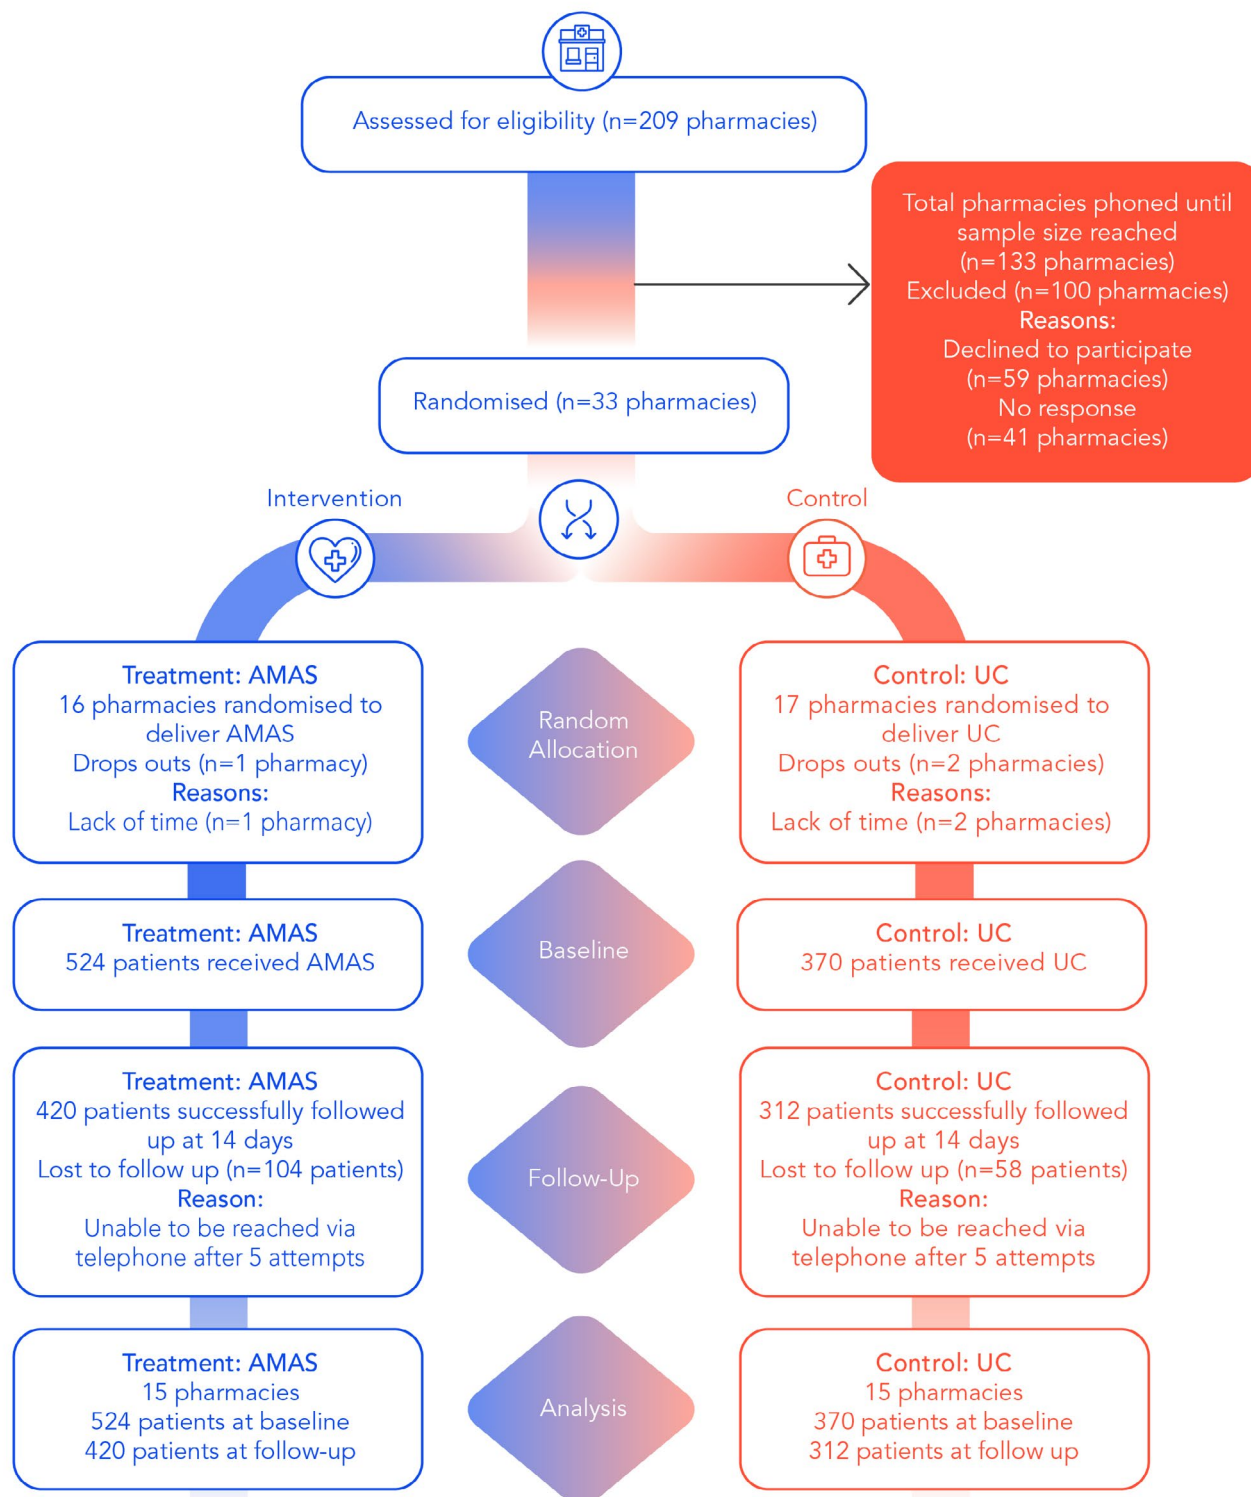 Assessed for eligibility (n=209 pharmacies)
Total pharmacies phoned until
sample size reached
(n=133 pharmacies)
Excluded (n=100 pharmacies)
Reasons:
Declined to participate
(n=59 pharmacies)
No response
(n=41 pharmacies)
Randomised (n=33 pharmacies)
Intervention
Control
Treatment: AMAS
16 pharmacies randomised to
deliver AMAS
Drops outs (n=1 pharmacy)
Reasons:
Lack of time (n=1 pharmacy)
Random
Allocation
Control: UC
17 pharmacies randomised to
deliver UC
Drops outs (n=2 pharmacies)
Reasons:
Lack of time (n=2 pharmacies)
Treatment: AMAS
524 patients received AMAS
Baseline
Control: UC
370 patients received UC
Treatment: AMAS
420 patients successfully followed
up at 14 days
Lost to follow up (n=104 patients)
Reason:
Unable to be reached via
telephone after 5 attempts
Follow-Up
Control: UC
312 patients successfully followed
up at 14 days
Lost to follow up (n=58 patients)
Reason:
Unable to be reached via
telephone after 5 attempts
Treatment: AMAS
15 pharmacies
524 patients at baseline
420 patients at follow-up
Analysis
Control: UC
15 pharmacies
370 patients at baseline
312 patients at follow up